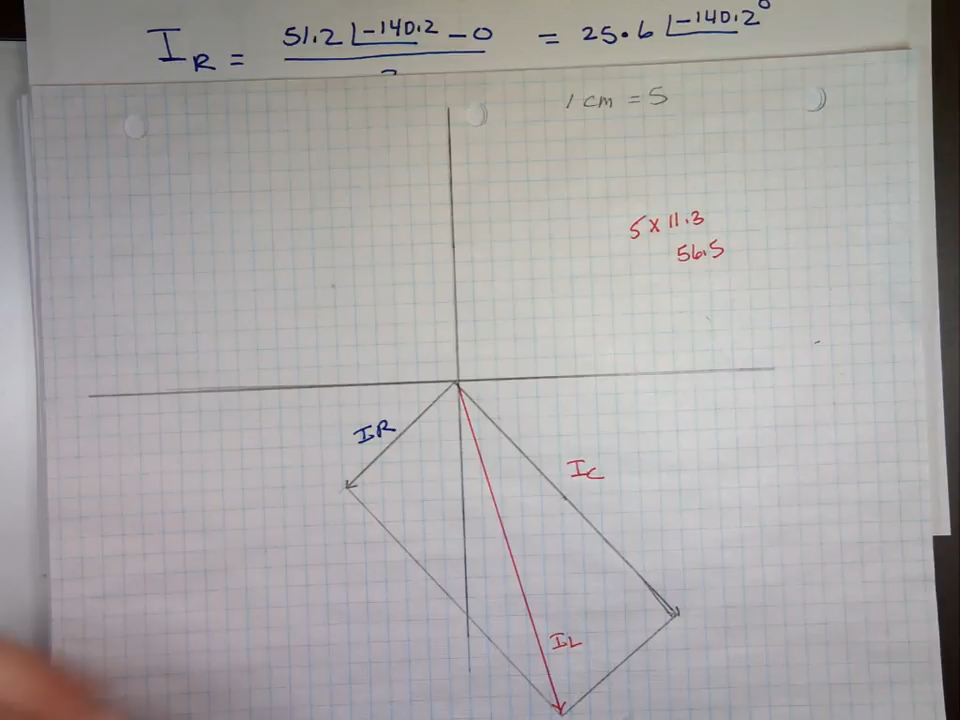 I_R = (51.2 ∠-140.2 - 0) / = 25.6 ∠-140.2°
1 cm = 5
5 x 11.3
56.5
IR
IC
IL